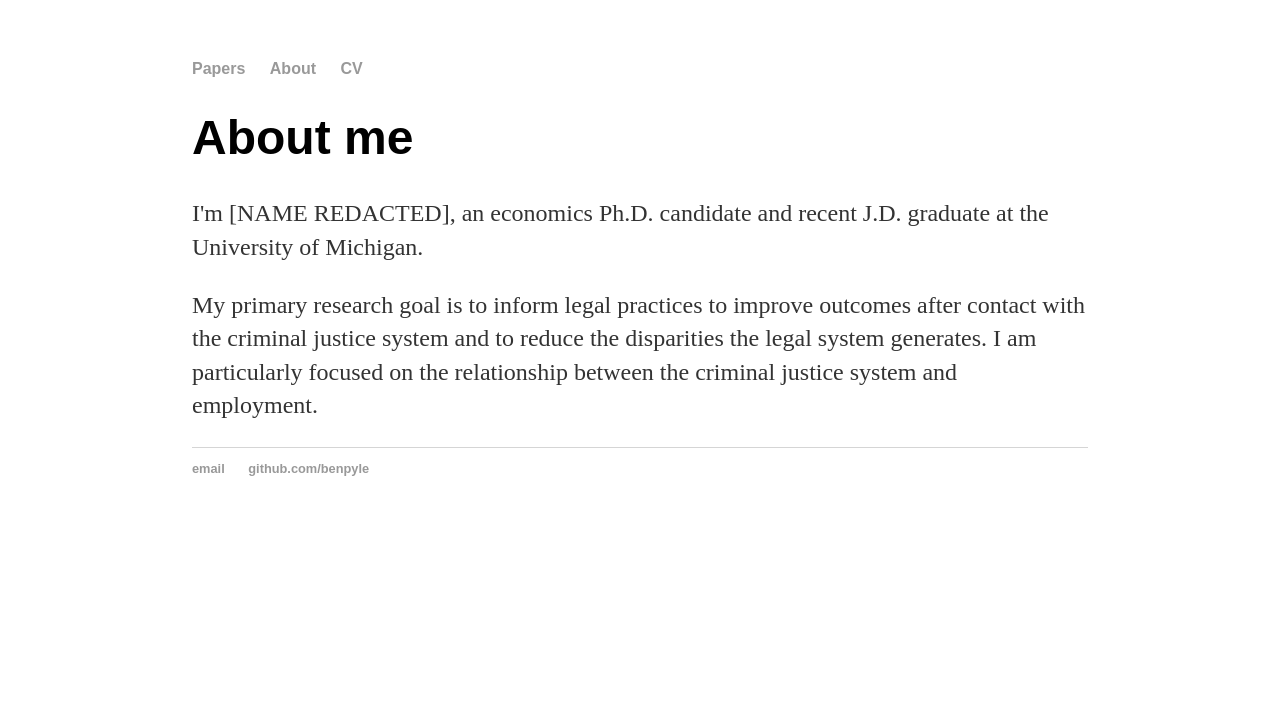 Papers About CV
About me
I'm [NAME REDACTED], an economics Ph.D. candidate and recent J.D. graduate at the
University of Michigan.
My primary research goal is to inform legal practices to improve outcomes after contact with
the criminal justice system and to reduce the disparities the legal system generates. I am
particularly focused on the relationship between the criminal justice system and
employment.
email github.com/benpyle